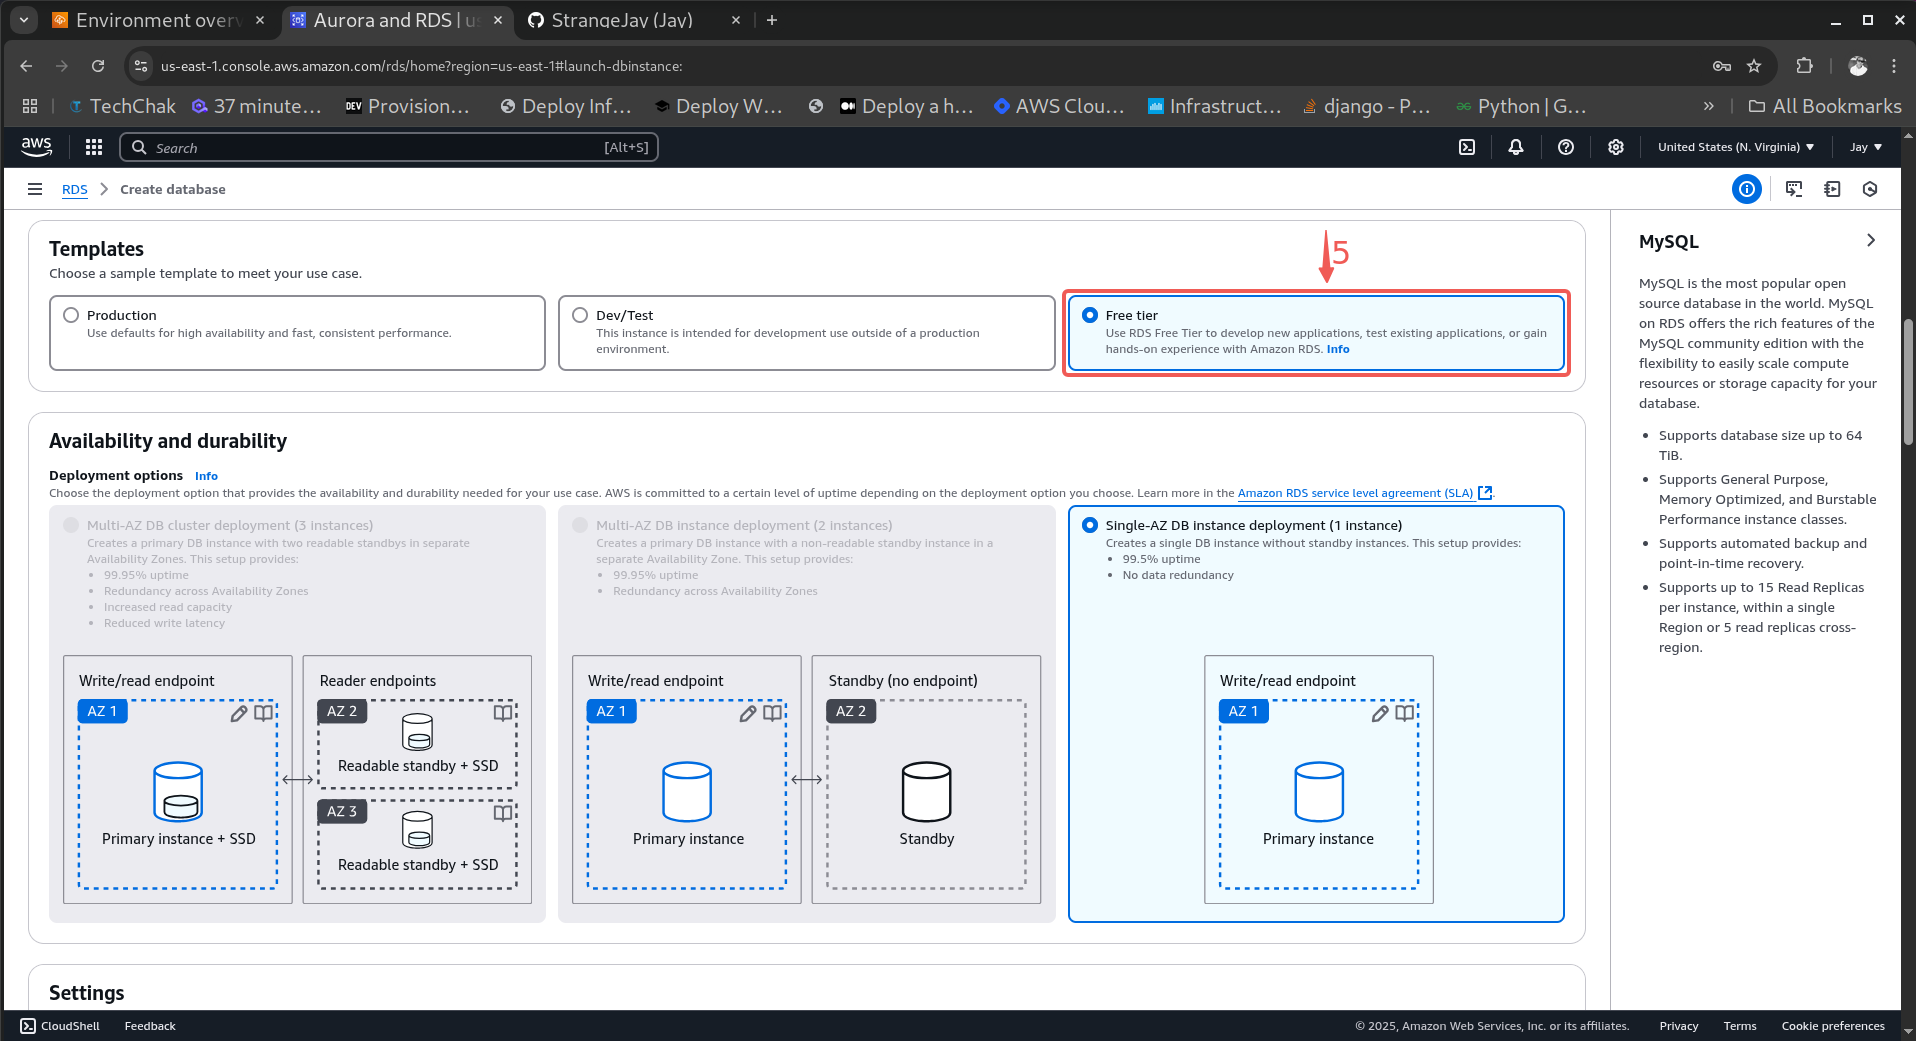 Environment over
Aurora and RDS | us
StrangeJay (Jay)
us-east-1.console.aws.amazon.com/rds/home?region=us-east-1#launch-dbinstance:
TechChak
37 minute...
DEV Provision...
Deploy Inf...
Deploy W...
Deploy a h...
AWS Clou...
Infrastruct...
django - P...
Python | G...
All Bookmarks
aws
Search
[Alt+S]
United States (N. Virginia)
Jay
RDS
Create database
Templates
Choose a sample template to meet your use case.
5
Production
Use defaults for high availability and fast, consistent performance.
Dev/Test
This instance is intended for development use outside of a production
environment.
Free tier
Use RDS Free Tier to develop new applications, test existing applications, or gain
hands-on experience with Amazon RDS. Info
Availability and durability
Deployment options Info
Choose the deployment option that provides the availability and durability needed for your use case. AWS is committed to a certain level of uptime depending on the deployment option you choose. Learn more in the Amazon RDS service level agreement (SLA).
Multi-AZ DB cluster deployment (3 instances)
Creates a primary DB instance with two readable standbys in separate
Availability Zones. This setup provides:
• 99.95% uptime
• Redundancy across Availability Zones
• Increased read capacity
• Reduced write latency
Write/read endpoint
AZ 1
Primary instance + SSD
Reader endpoints
AZ 2
Readable standby + SSD
AZ 3
Readable standby + SSD
Multi-AZ DB instance deployment (2 instances)
Creates a primary DB Instance with a non-readable standby instance in a
separate Availability Zone. This setup provides:
• 99.95% uptime
• Redundancy across Availability Zones
Write/read endpoint
AZ 1
Primary instance
Standby (no endpoint)
AZ 2
Standby
Single-AZ DB instance deployment (1 instance)
Creates a single DB instance without standby instances. This setup provides:
• 99.5% uptime
• No data redundancy
Write/read endpoint
AZ 1
Primary instance
Settings
MySQL
MySQL is the most popular open
source database in the world. MySQL
on RDS offers the rich features of the
MySQL community edition with the
flexibility to easily scale compute
resources or storage capacity for your
database.
• Supports database size up to 64
TiB.
• Supports General Purpose,
Memory Optimized, and Burstable
Performance instance classes.
• Supports automated backup and
point-in-time recovery.
• Supports up to 15 Read Replicas
per instance, within a single
Region or 5 read replicas cross-
region.
CloudShell
Feedback
© 2025, Amazon Web Services, Inc. or its affiliates.
Privacy
Terms
Cookie preferences